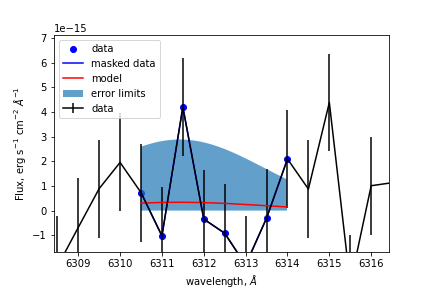 1e−15
data
masked data
model
error limits
data
7
6
5
4
3
2
1
0
−1
Flux, erg s⁻¹ cm⁻² Å⁻¹
6309 6310 6311 6312 6313 6314 6315 6316
wavelength, Å